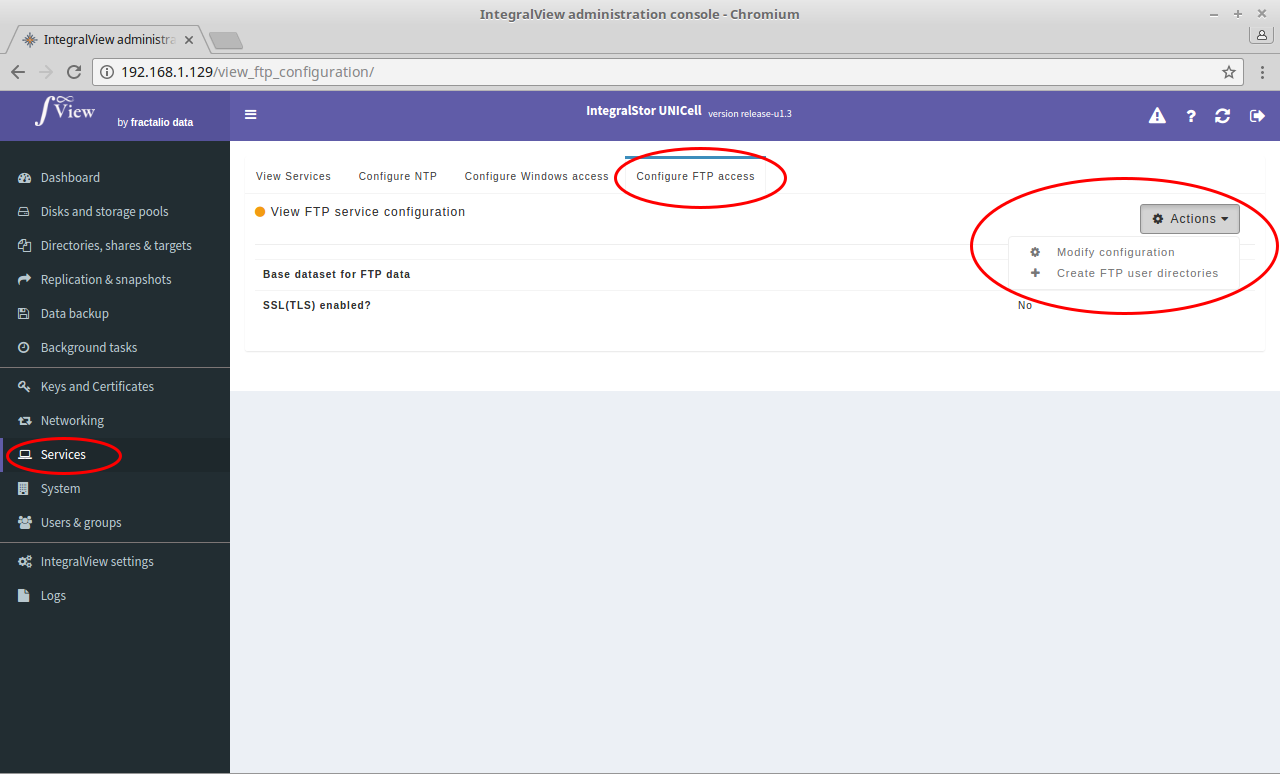 IntegralView administration console - Chromium
IntegralView administra
192.168.1.129/view_ftp_configuration/
View
by fractalio data
IntegralStor UNICell version release-u1.3
Dashboard
Disks and storage pools
Directories, shares & targets
Replication & snapshots
Data backup
Background tasks
Keys and Certificates
Networking
Services
System
Users & groups
IntegralView settings
Logs
View Services
Configure NTP
Configure Windows access
Configure FTP access
View FTP service configuration
Actions
Modify configuration
Create FTP user directories
Base dataset for FTP data
SSL(TLS) enabled?
No